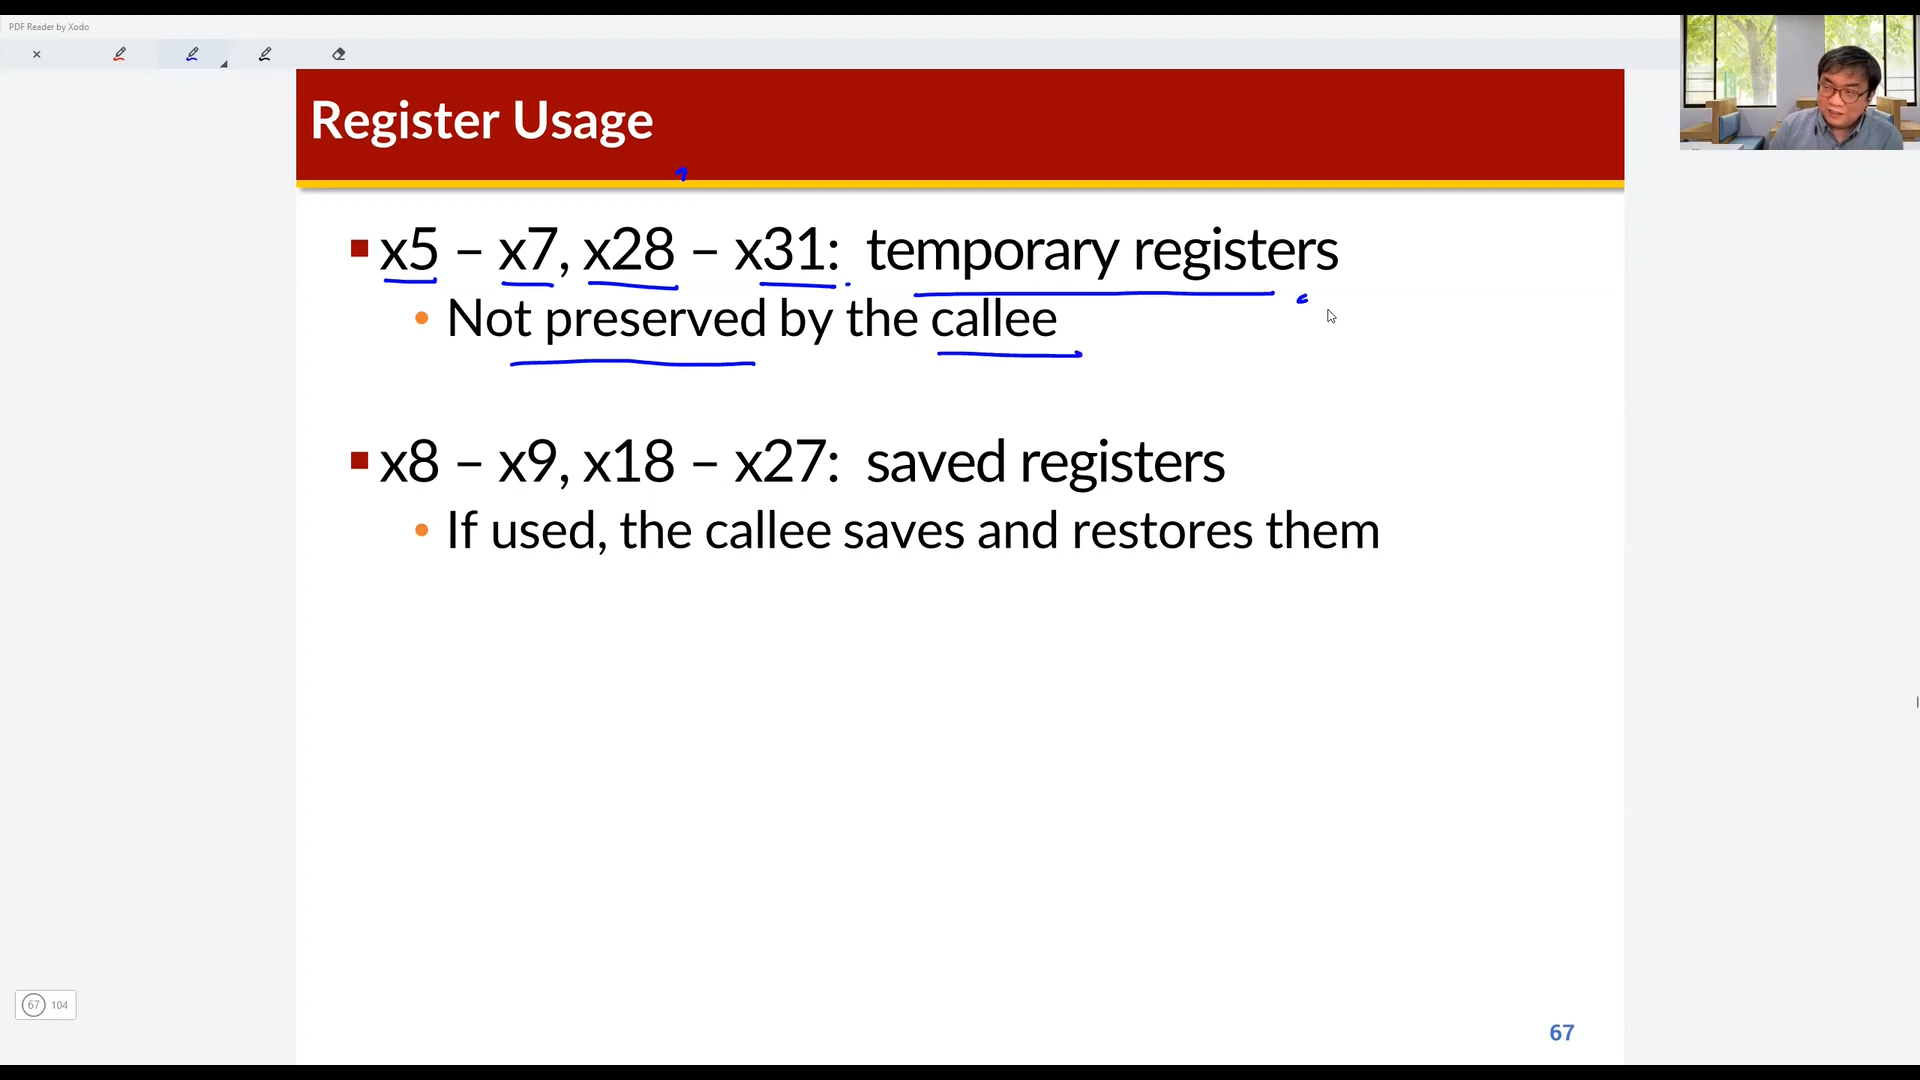 PDF Reader by Xodo
Register Usage
x5 – x7, x28 – x31: temporary registers
Not preserved by the callee
x8 – x9, x18 – x27: saved registers
If used, the callee saves and restores them
67 104
67